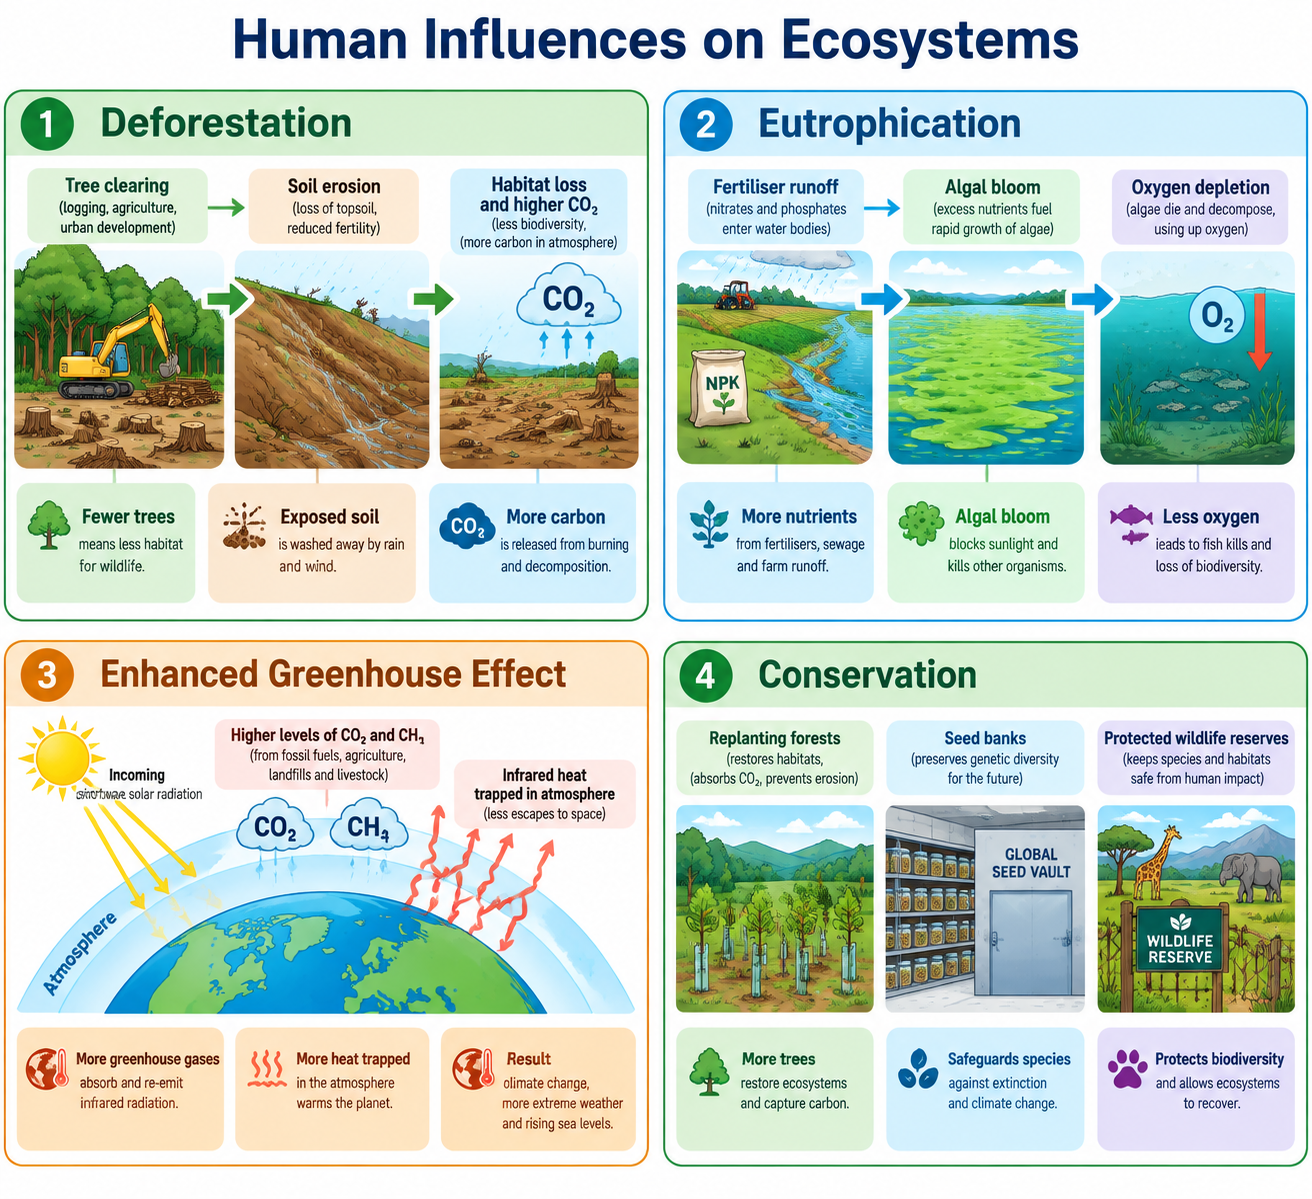 Human Influences on Ecosystems
1 Deforestation
Tree clearing
(logging, agriculture,
urban development)
Soil erosion
(loss of topsoil,
reduced fertility)
Habitat loss
and higher CO₂
(less biodiversity,
(more carbon in atmosphere)
CO₂
Fewer trees
means less habitat
for wildlife.
Exposed soil
is washed away by rain
and wind.
CO₂
More carbon
is released from burning
and decomposition.
2 Eutrophication
Fertiliser runoff
(nitrates and phosphates
enter water bodies)
Algal bloom
(excess nutrients fuel
rapid growth of algae)
Oxygen depletion
(algae die and decompose,
using up oxygen)
NPK
O₂
More nutrients
from fertilisers, sewage
and farm runoff.
Algal bloom
blocks sunlight and
kills other organisms.
Less oxygen
leads to fish kills and
loss of biodiversity.
3 Enhanced Greenhouse Effect
Incoming
solar radiation
Higher levels of CO₂ and CH₄
(from fossil fuels, agriculture,
landfills and livestock)
Infrared heat
trapped in atmosphere
(less escapes to space)
CO₂
CH₄
Atmosphere
More greenhouse gases
absorb and re-emit
infrared radiation.
More heat trapped
in the atmosphere
warms the planet.
Result
olimate change,
more extreme weather
and rising sea levels.
4 Conservation
Replanting forests
(restores habitats,
(absorbs CO₂, prevents erosion)
Seed banks
(preserves genetic diversity
for the future)
Protected wildlife reserves
(keeps species and habitats
safe from human impact)
GLOBAL
SEED VAULT
WILDLIFE
RESERVE
More trees
restore ecosystems
and capture carbon.
Safeguards species
against extinction
and climate change.
Protects biodiversity
and allows ecosystems
to recover.